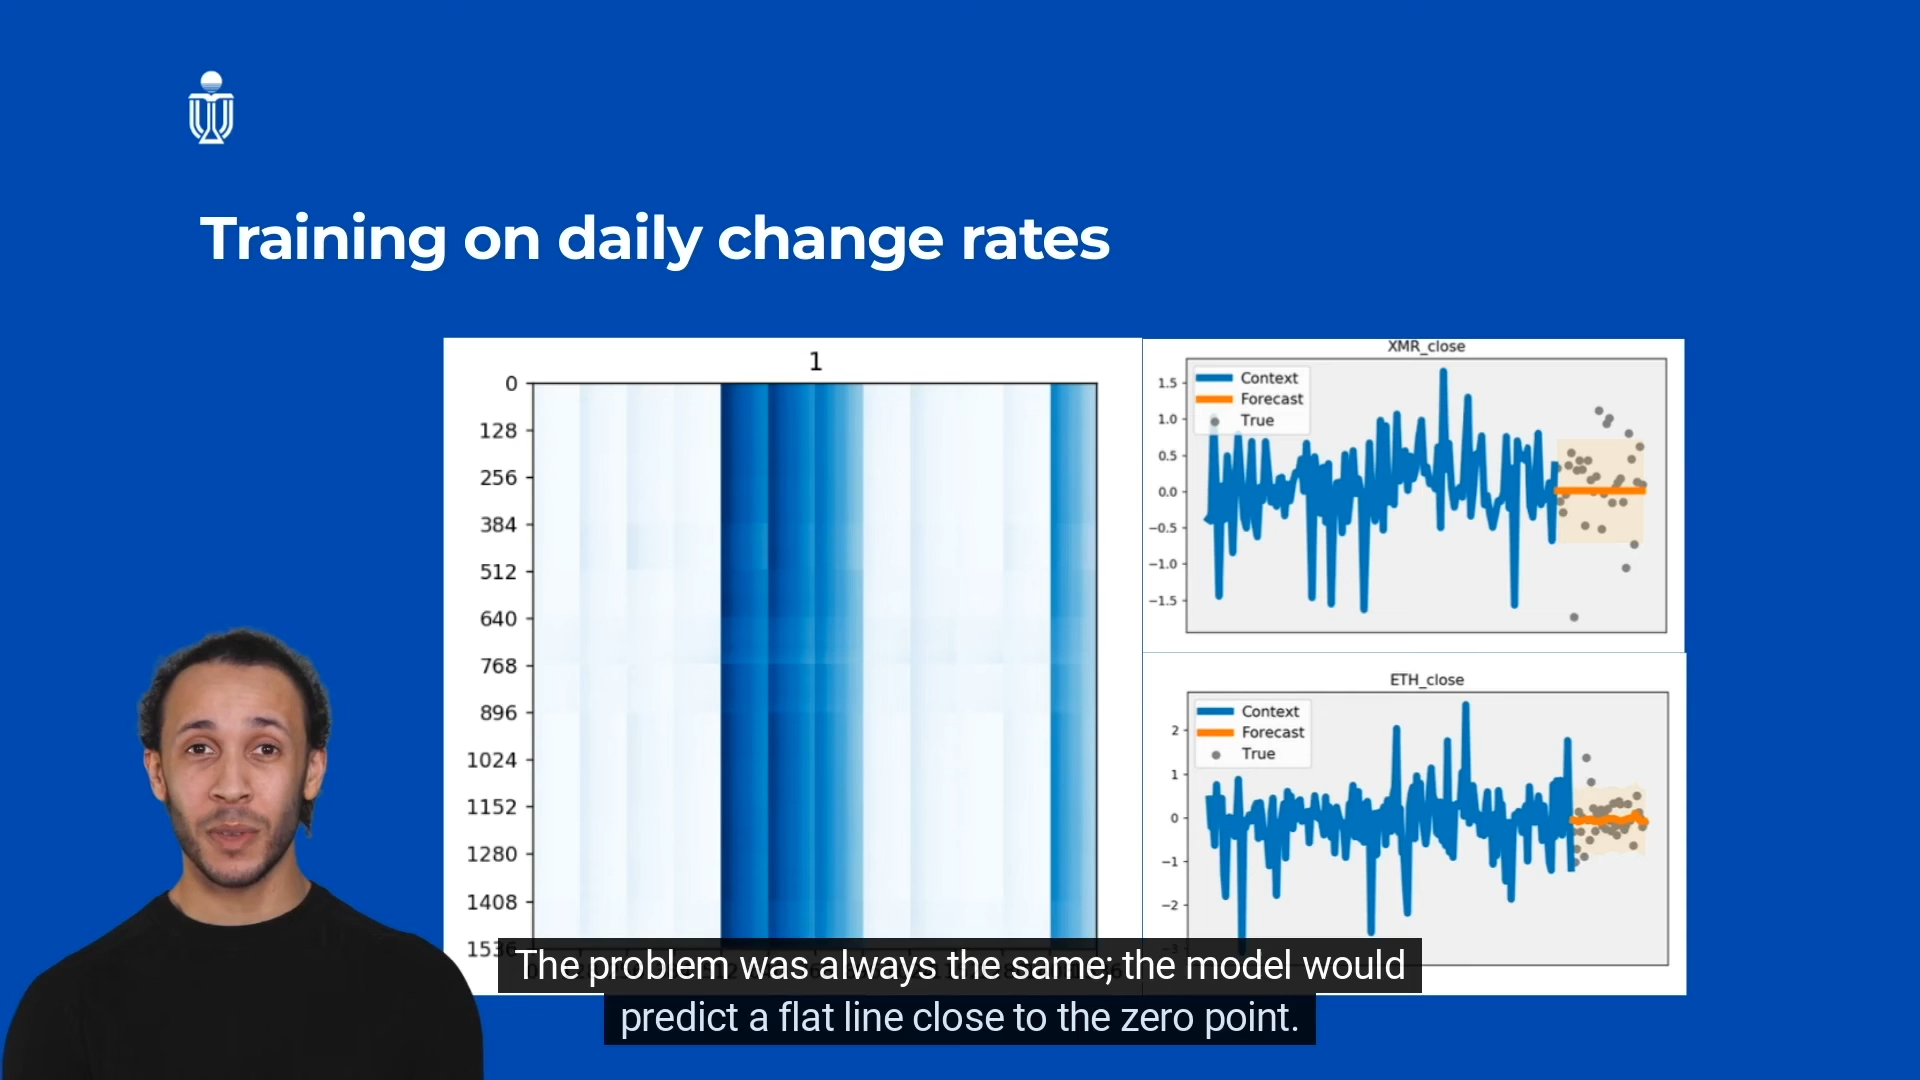 Training on daily change rates
1
0
128
256
384
512
640
768
896
1024
1152
1280
1408
XMR_close
Context
Forecast
True
1.5
1.0
0.5
0.0
−0.5
−1.0
−1.5
ETH_close
Context
Forecast
True
2
1
0
−1
−2
−3
The problem was always the same; the model would
predict a flat line close to the zero point.